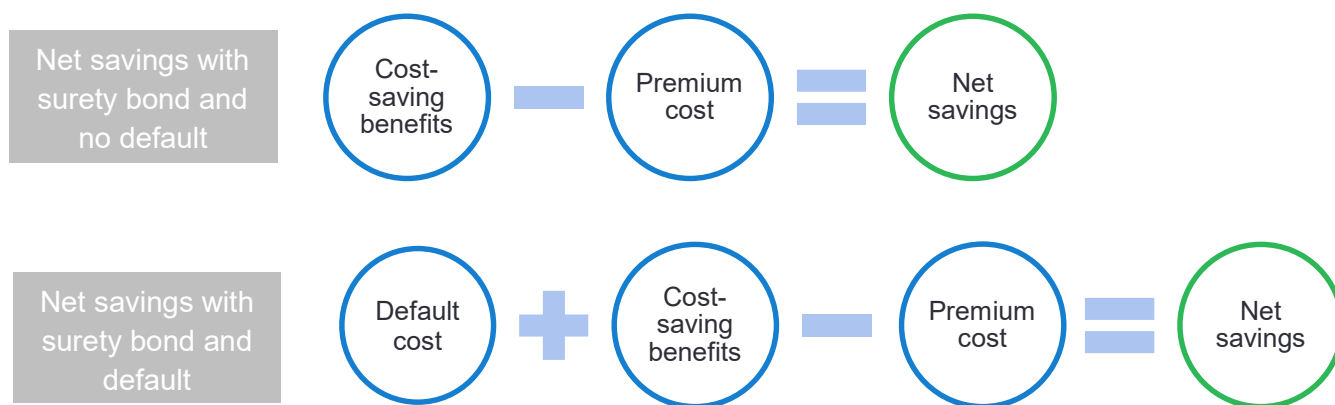 Net savings with
surety bond and
no default
Cost-
saving
benefits
Premium
cost
Net
savings
Net savings with
surety bond and
default
Default
cost
Cost-
saving
benefits
Premium
cost
Net
savings